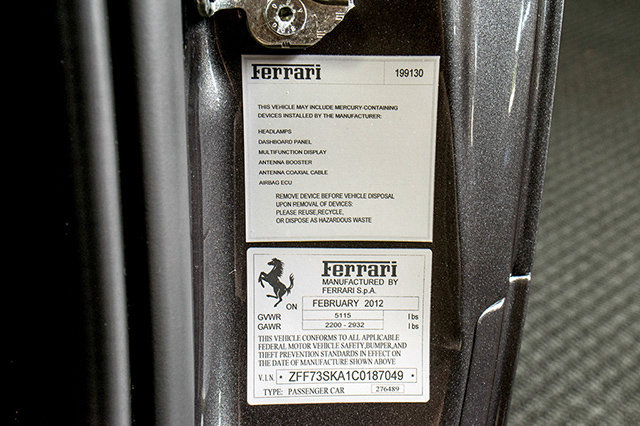 Ferrari 199130
THIS VEHICLE MAY INCLUDE MERCURY-CONTAINING
DEVICES INSTALLED BY THE MANUFACTURER:
HEADLAMPS
DASHBOARD PANEL
MULTIFUNCTION DISPLAY
ANTENNA BOOSTER
ANTENNA COAXIAL CABLE
AIRBAG ECU
REMOVE DEVICE BEFORE VEHICLE DISPOSAL
UPON REMOVAL OF DEVICES:
PLEASE REUSE,RECYCLE,
OR DISPOSE AS HAZARDOUS WASTE
Ferrari
MANUFACTURED BY
FERRARI S.p.A.
ON FEBRUARY 2012
GVWR 5115 lbs
GAWR 2200 - 2932 lbs
THIS VEHICLE CONFORMS TO ALL APPLICABLE
FEDERAL MOTOR VEHICLE SAFETY,BUMPER,AND
THEFT PREVENTION STANDARDS IN EFFECT ON
THE DATE OF MANUFACTURE SHOWN ABOVE
V.I.N. • ZFF73SKA1C0187049 •
TYPE: PASSENGER CAR 276489